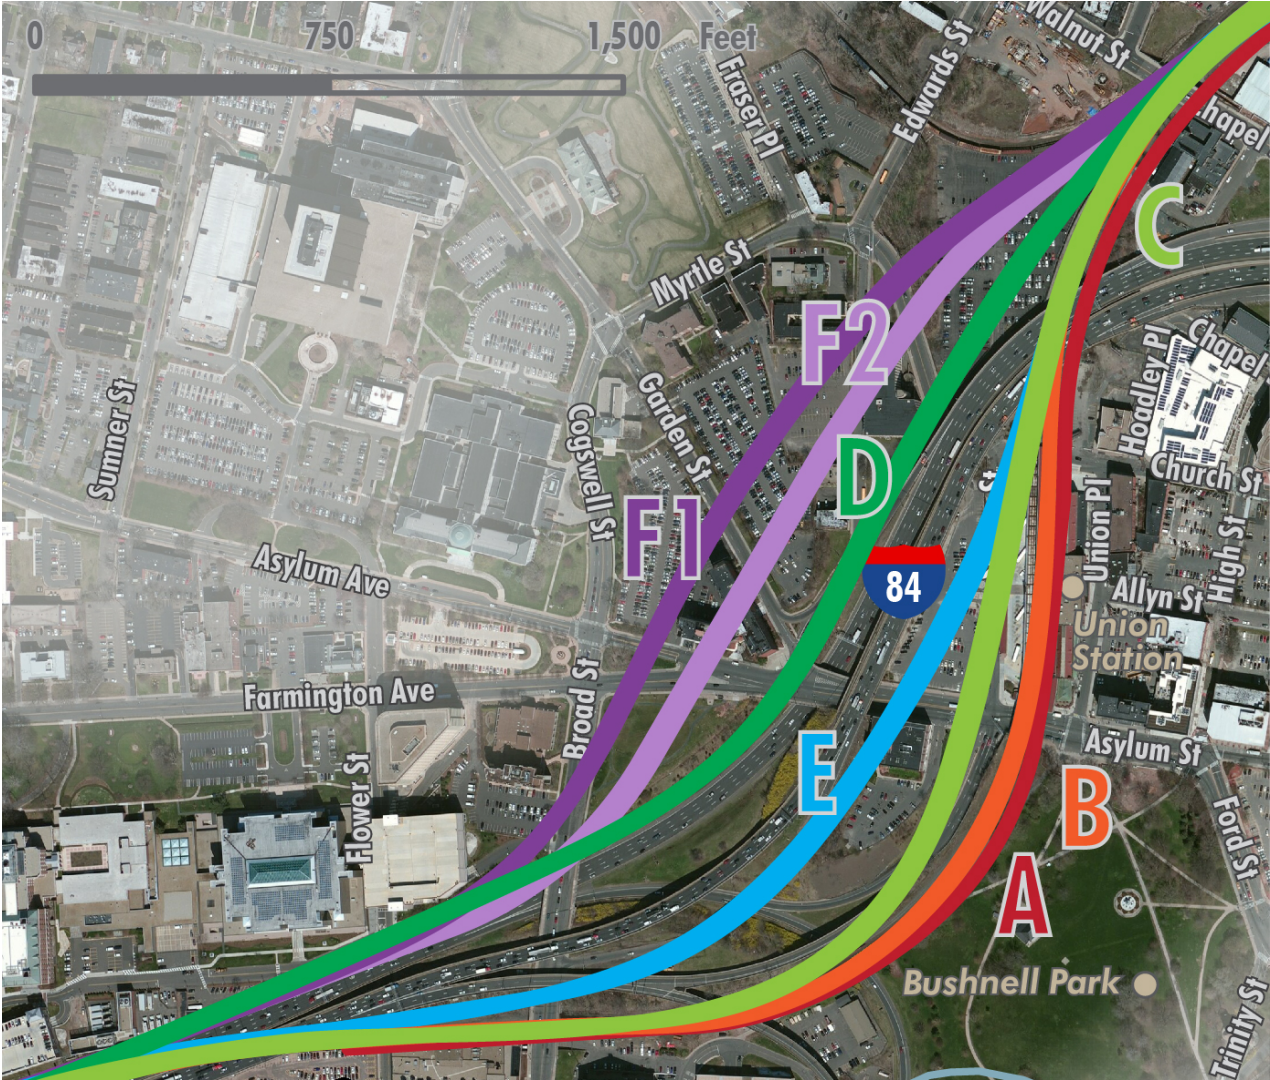 0 750 1,500 Feet
Walnut St
Fraser Pl
Edwards St
Chapel
C
Myrtle St
F2
Hoadley Pl
Chapel
Summer St
Cogswell St
Garden St
D
Church St
St
F1
Union Pl
High St
Asylum Ave
84
Allyn St
Union
Station
Farmington Ave
Broad St
Asylum St
E
B
Flower St
Ford St
A
Bushnell Park
Trinity St